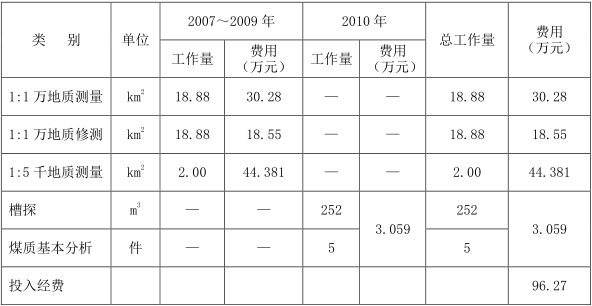 类 别 单位 2007～2009 年 2010 年 总工作量 费用（万元）
工作量 费用（万元） 工作量 费用（万元）
1:1 万地质测量 km² 18.88 30.28 — — 18.88 30.28
1:1 万地质修测 km² 18.88 18.55 — — 18.88 18.55
1:5 千地质测量 km² 2.00 44.381 — — 2.00 44.381
槽探 m³ — — 252 3.059 252 3.059
煤质基本分析 件 — — 5 5
投入经费 96.27